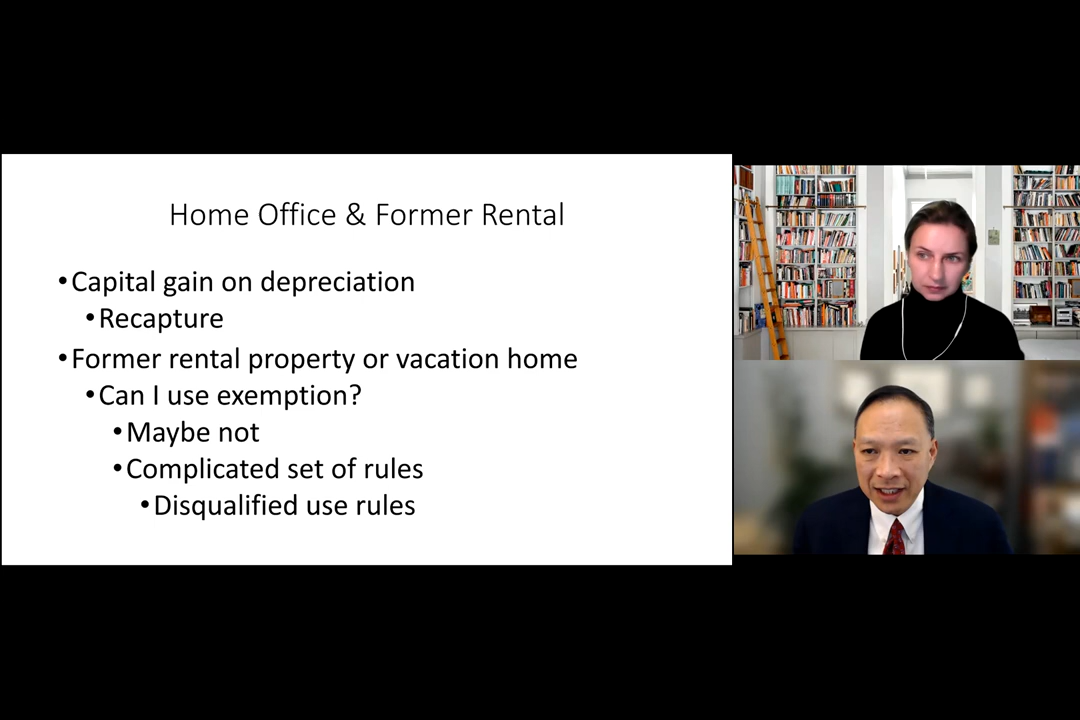 Home Office & Former Rental
•Capital gain on depreciation
•Recapture
•Former rental property or vacation home
•Can I use exemption?
•Maybe not
•Complicated set of rules
•Disqualified use rules